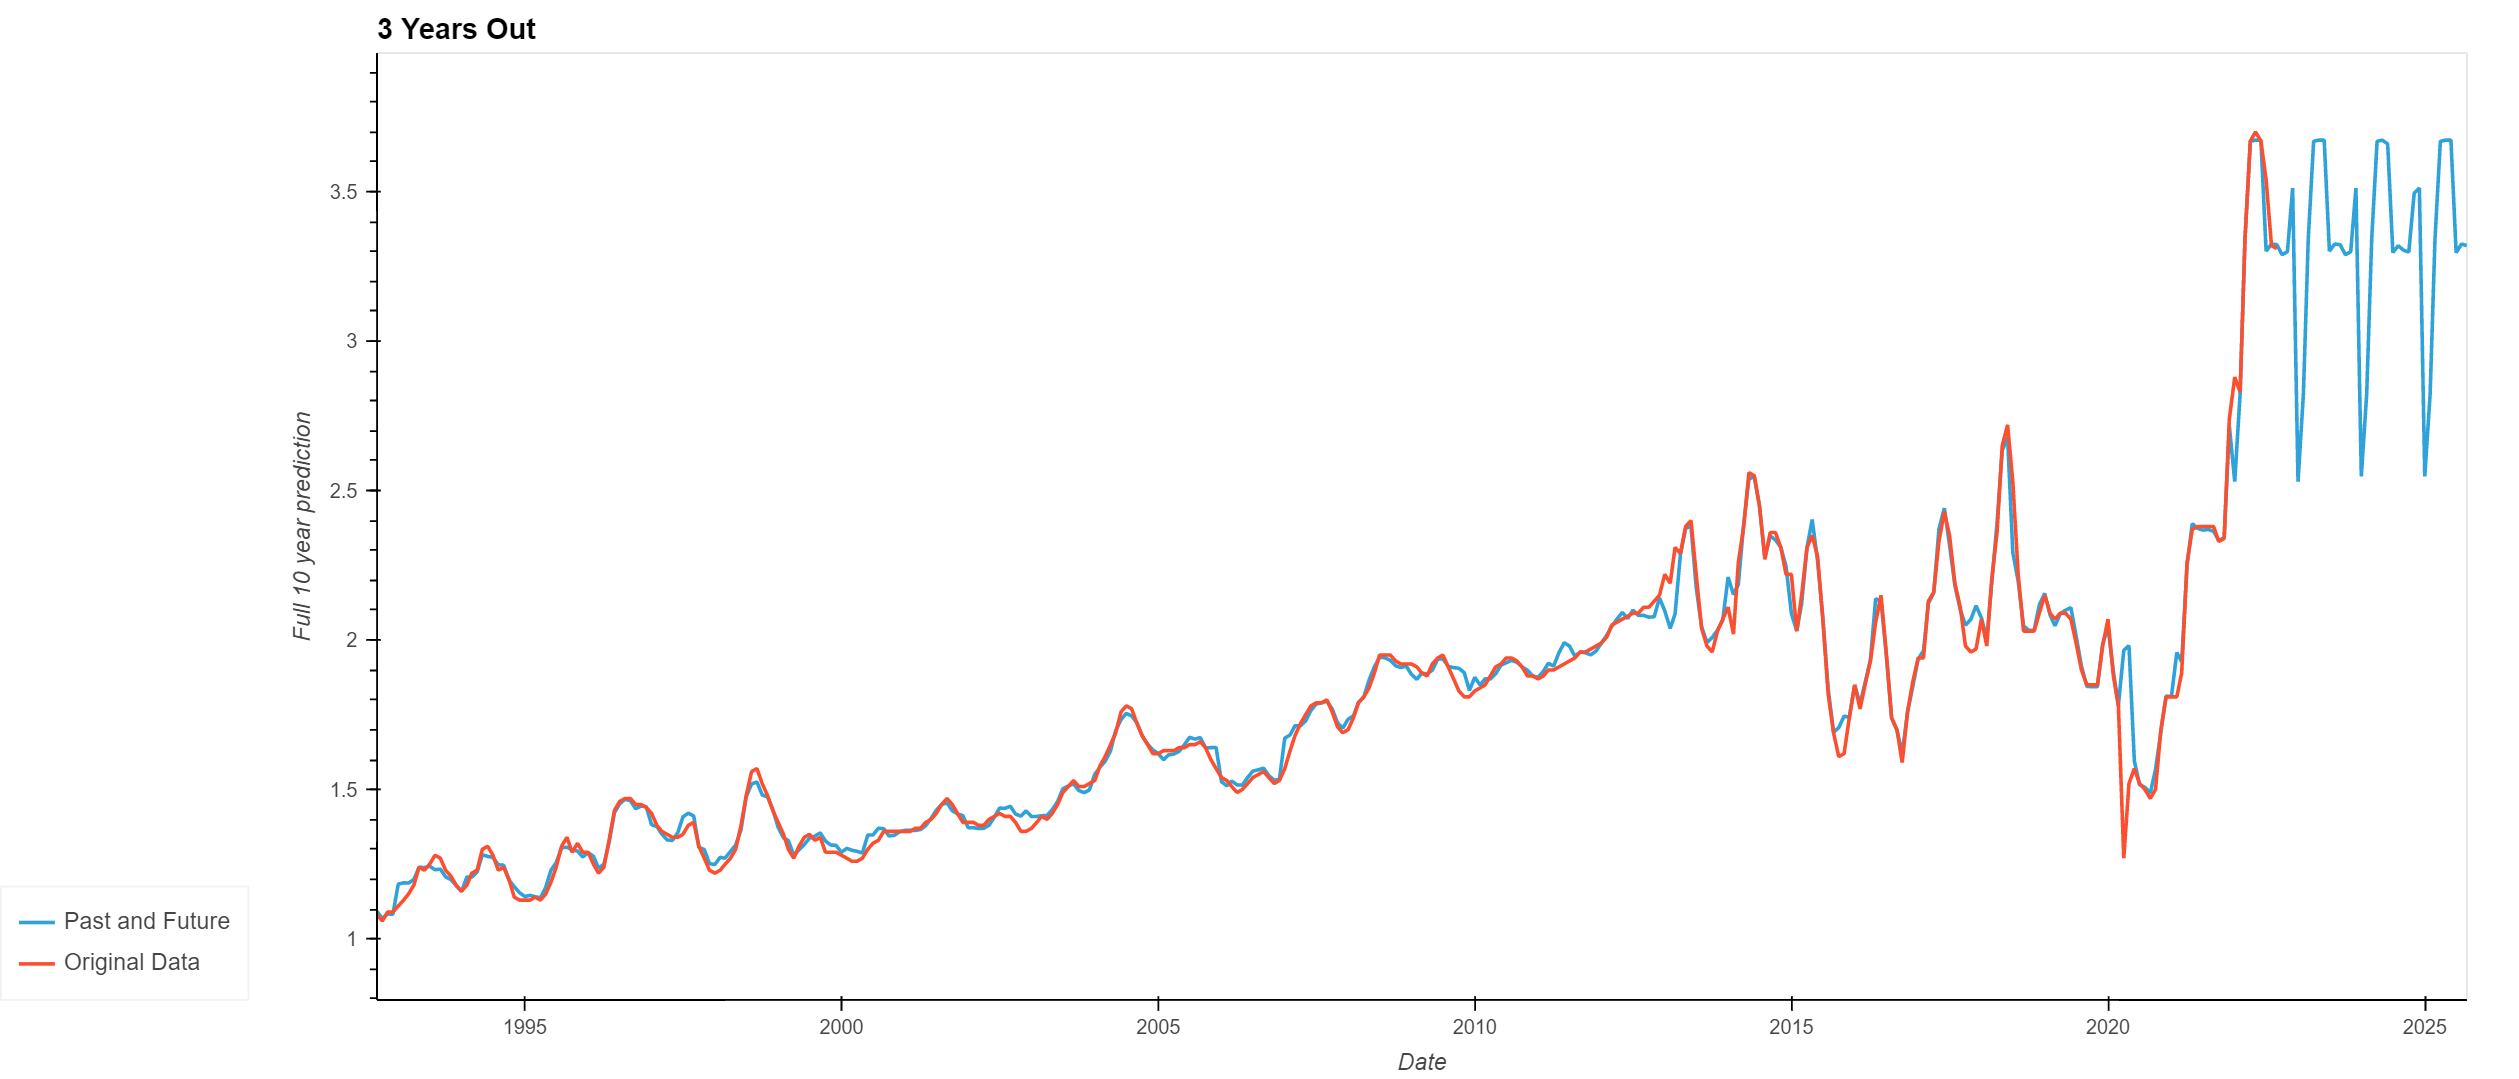 3 Years Out
Full 10 year prediction
3.5
3
2.5
2
1.5
1
1995
2000
2005
2010
2015
2020
2025
Date
Past and Future
Original Data